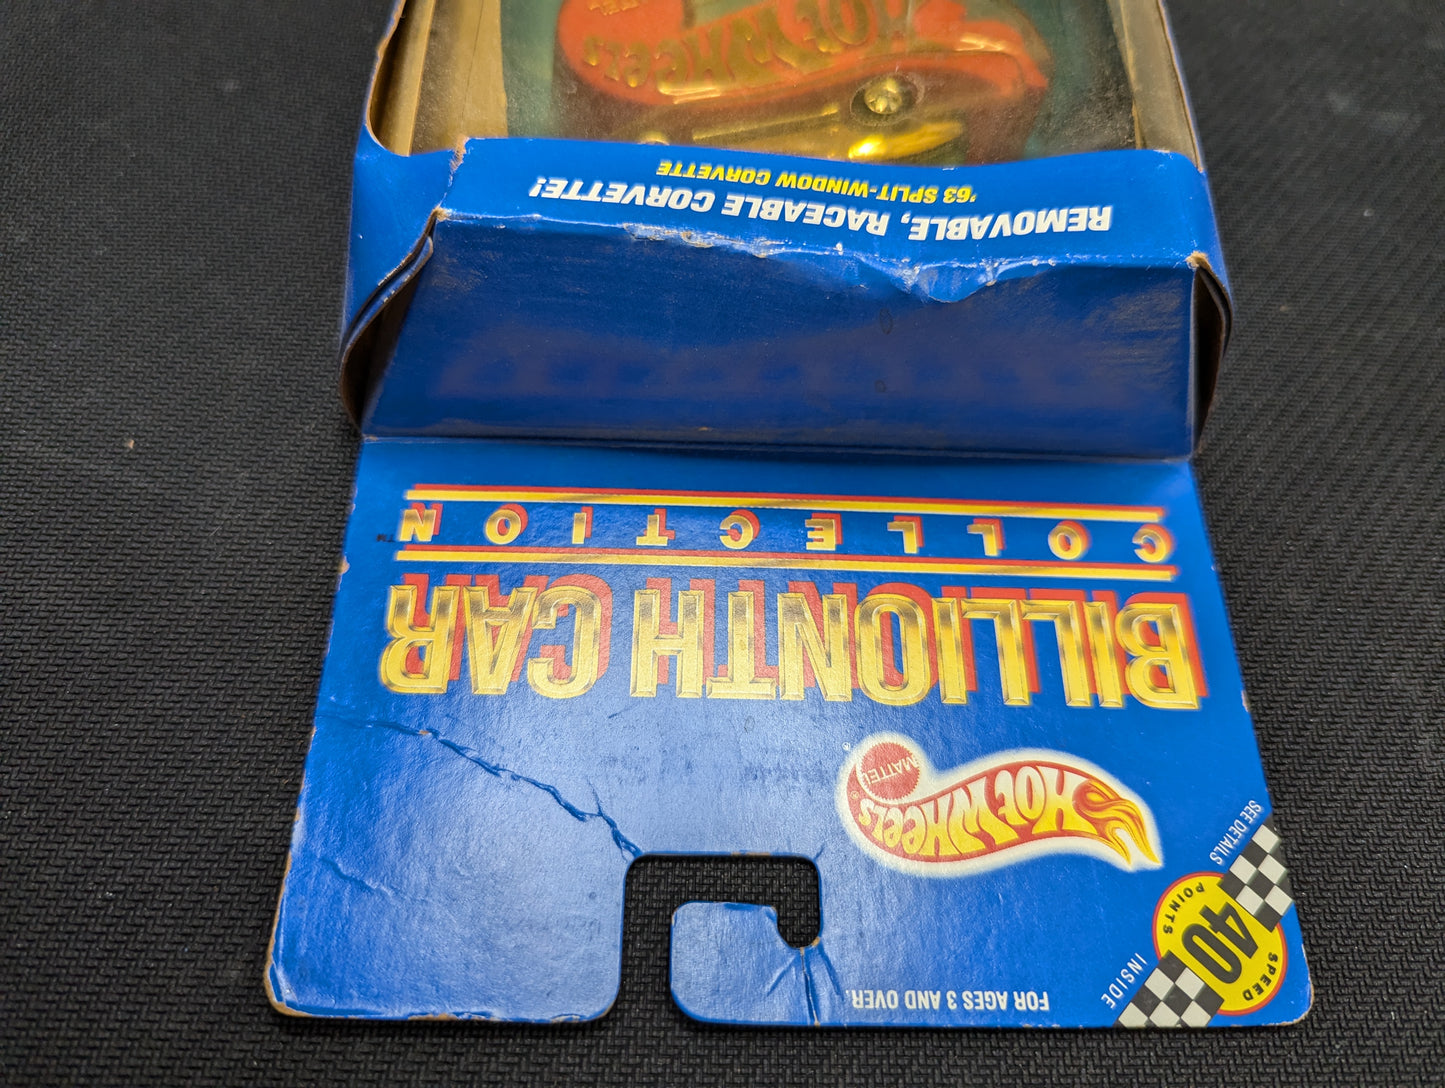 FOR AGES 3 AND OVER.
INSIDE
SPEED
40
POINTS
SEE DETAILS
HOT WHEELS®
MATTEL
®
BILLIONTH CAR
COLLECTION™
REMOVABLE, RACEABLE CORVETTE!
'63 SPLIT-WINDOW CORVETTE
HOT WHEELS